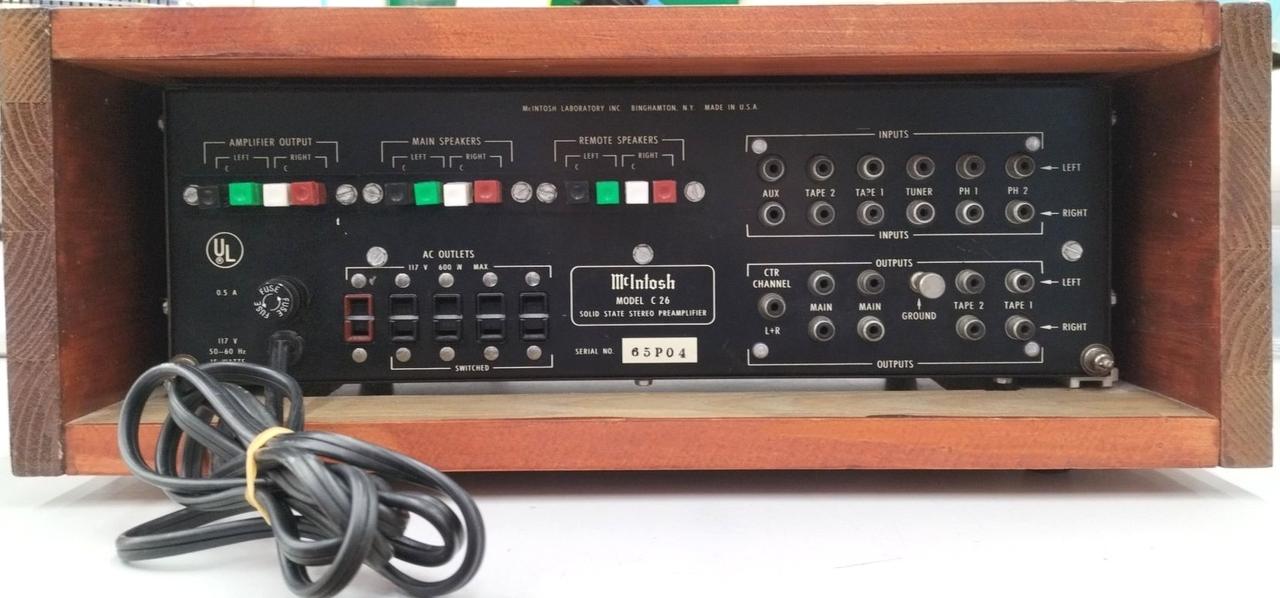 McINTOSH LABORATORY INC. BINGHAMTON, N.Y. MADE IN U.S.A.
AMPLIFIER OUTPUT
LEFT RIGHT
C C
MAIN SPEAKERS
LEFT RIGHT
C C
REMOTE SPEAKERS
LEFT RIGHT
C C
INPUTS
LEFT
AUX TAPE 2 TAPE 1 TUNER PH 1 PH 2
RIGHT
INPUTS
UL
®
0.5 A
FUSE FUSE FUSE
117 V
50–60 Hz
AC OUTLETS
117 V 600 W MAX
SWITCHED
McIntosh
MODEL C 26
SOLID STATE STEREO PREAMPLIFIER
SERIAL NO. 65P04
OUTPUTS
CTR
CHANNEL
LEFT
MAIN MAIN GROUND TAPE 2 TAPE 1
L+R
RIGHT
OUTPUTS